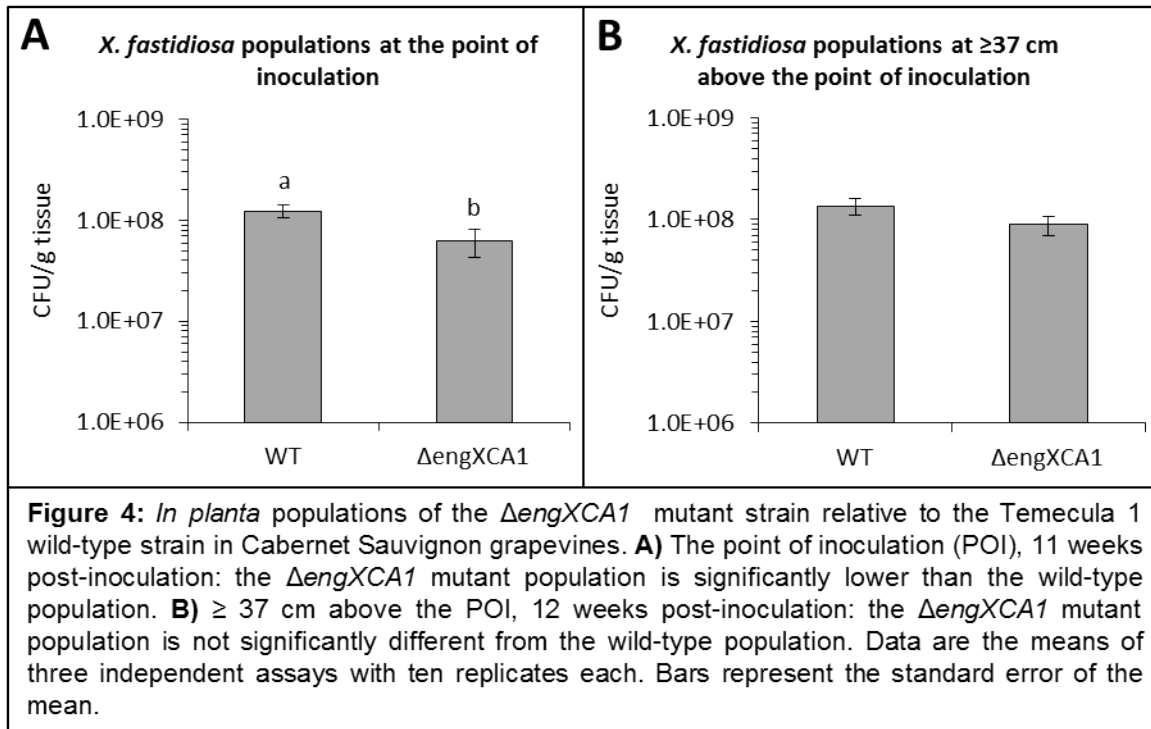 A
X. fastidiosa populations at the point of
inoculation
CFU/g tissue
1.0E+09
1.0E+08
1.0E+07
1.0E+06
a
b
WT
ΔengXCA1
B
X. fastidiosa populations at ≥37 cm
above the point of inoculation
CFU/g tissue
1.0E+09
1.0E+08
1.0E+07
1.0E+06
WT
ΔengXCA1
Figure 4: In planta populations of the ΔengXCA1 mutant strain relative to the Temecula 1
wild-type strain in Cabernet Sauvignon grapevines. A) The point of inoculation (POI), 11 weeks
post-inoculation: the ΔengXCA1 mutant population is significantly lower than the wild-type
population. B) ≥ 37 cm above the POI, 12 weeks post-inoculation: the ΔengXCA1 mutant
population is not significantly different from the wild-type population. Data are the means of
three independent assays with ten replicates each. Bars represent the standard error of the
mean.